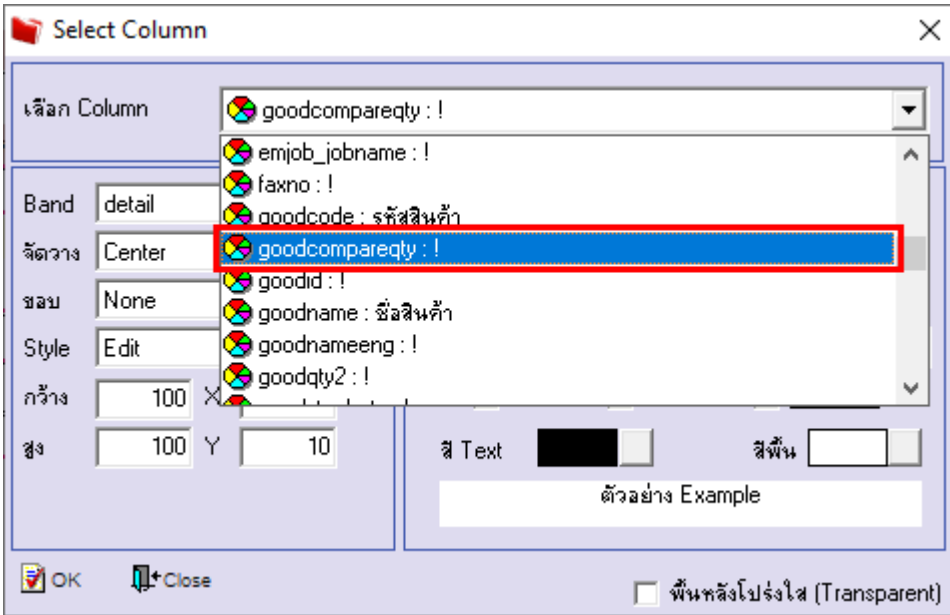 Select Column
เลือก Column
goodcompareqty : !
emjob_jobname : !
faxno : !
goodcode : รหัสสินค้า
goodcompareqty : !
goodid : !
goodname : ชื่อสินค้า
goodnameeng : !
goodqty2 : !
Band detail
จัดวาง Center
ขอบ None
Style Edit
กว้าง 100 X
สูง 100 Y 10
สี Text
สีพื้น
ตัวอย่าง Example
OK
Close
พื้นหลังโปร่งใส (Transparent)